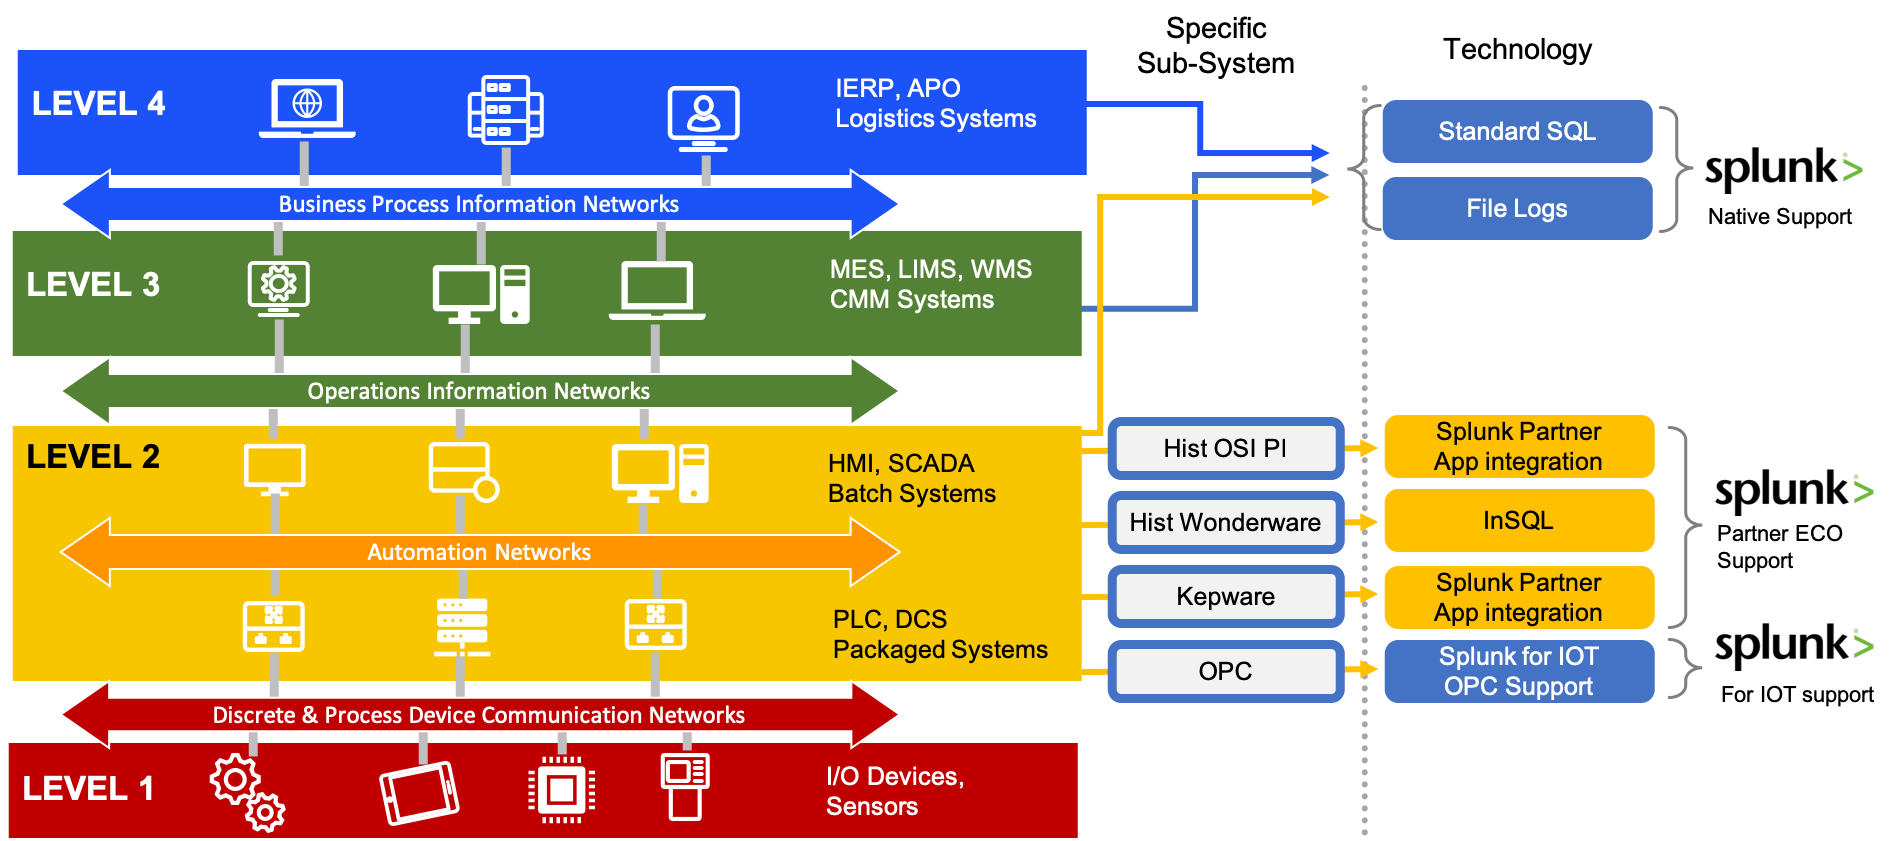 Specific
Sub-System
Technology
LEVEL 4
IERP, APO
Logistics Systems
Standard SQL
File Logs
splunk>
Native Support
Business Process Information Networks
LEVEL 3
MES, LIMS, WMS
CMM Systems
Operations Information Networks
LEVEL 2
HMI, SCADA
Batch Systems
Hist OSI PI
Splunk Partner
App integration
Hist Wonderware
InSQL
splunk>
Partner ECO
Support
Automation Networks
Kepware
Splunk Partner
App integration
PLC, DCS
Packaged Systems
OPC
Splunk for IOT
OPC Support
splunk>
For IOT support
Discrete & Process Device Communication Networks
LEVEL 1
I/O Devices,
Sensors